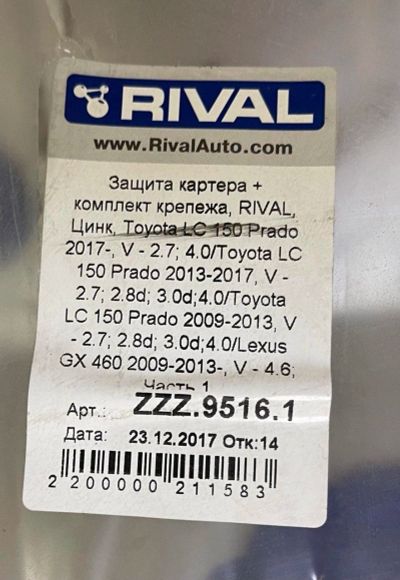 RIVAL
www.RivalAuto.com
Защита картера +
комплект крепежа, RIVAL,
Цинк, Toyota LC 150 Prado
2017-, V - 2.7; 4.0/Toyota LC
150 Prado 2013-2017, V -
2.7; 2.8d; 3.0d;4.0/Toyota
LC 150 Prado 2009-2013, V
- 2.7; 2.8d; 3.0d;4.0/Lexus
GX 460 2009-2013-, V - 4.6;
Часть 1
Арт.: ZZZ.9516.1
Дата: 23.12.2017 Отк:14
2 200000 211583